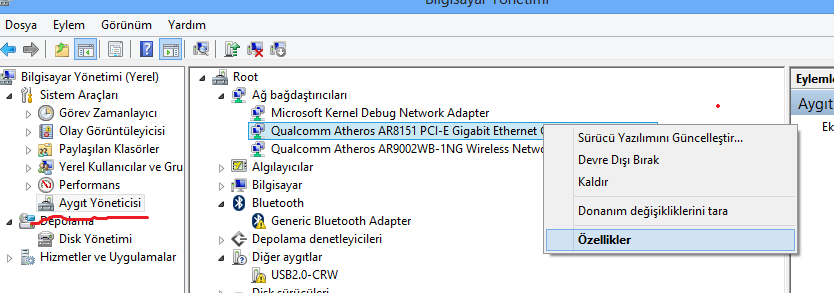 Bilgisayar Yönetimi
Dosya Eylem Görünüm Yardım
Bilgisayar Yönetimi (Yerel)
Sistem Araçları
Görev Zamanlayıcı
Olay Görüntüleyicisi
Paylaşılan Klasörler
Yerel Kullanıcılar ve Gru
Performans
Aygıt Yöneticisi
Depolama
Disk Yönetimi
Hizmetler ve Uygulamalar
Root
Ağ bağdaştırıcıları
Microsoft Kernel Debug Network Adapter
Qualcomm Atheros AR8151 PCI-E Gigabit Ethernet
Qualcomm Atheros AR9002WB-1NG Wireless Netw
Algılayıcılar
Bilgisayar
Bluetooth
Generic Bluetooth Adapter
Depolama denetleyicileri
Diğer aygıtlar
USB2.0-CRW
Disk sürücüleri
Sürücü Yazılımını Güncelleştir...
Devre Dışı Bırak
Kaldır
Donanım değişikliklerini tara
Özellikler
Eylemle
Aygıt
Ek